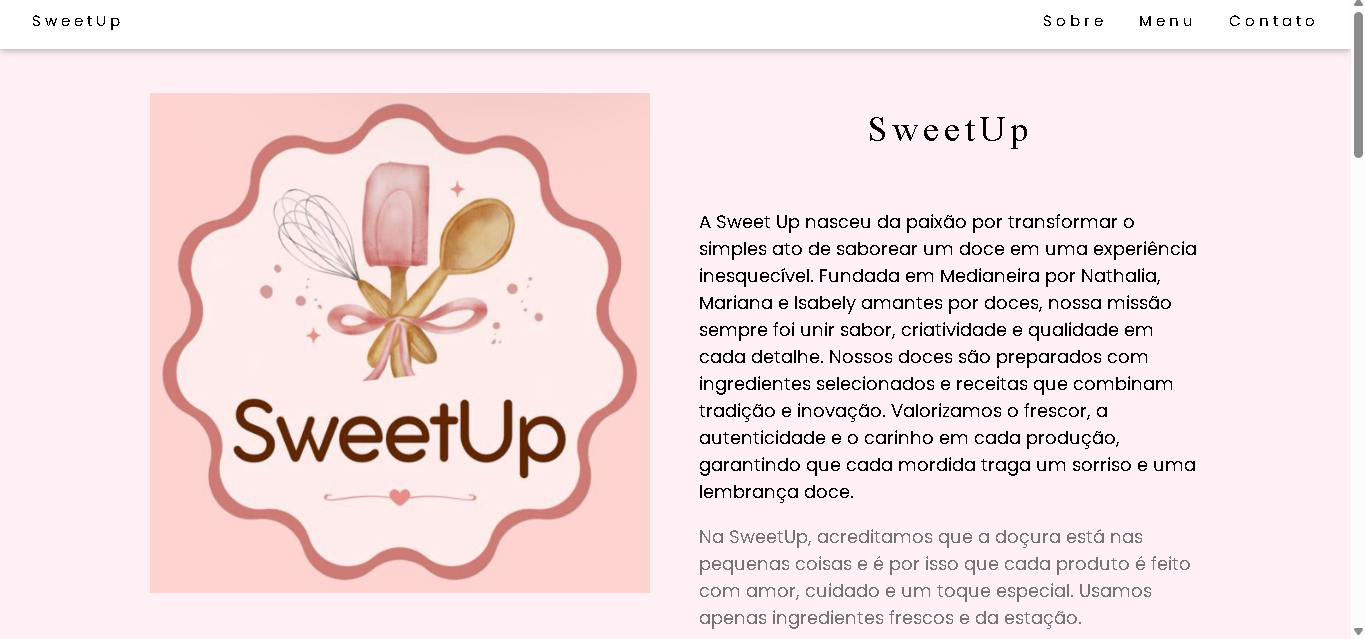 SweetUp
Sobre Menu Contato
SweetUp
SweetUp
A Sweet Up nasceu da paixão por transformar o
simples ato de saborear um doce em uma experiência
inesquecível. Fundada em Medianeira por Nathalia,
Mariana e Isabely amantes por doces, nossa missão
sempre foi unir sabor, criatividade e qualidade em
cada detalhe. Nossos doces são preparados com
ingredientes selecionados e receitas que combinam
tradição e inovação. Valorizamos o frescor, a
autenticidade e o carinho em cada produção,
garantindo que cada mordida traga um sorriso e uma
lembrança doce.
Na SweetUp, acreditamos que a doçura está nas
pequenas coisas e é por isso que cada produto é feito
com amor, cuidado e um toque especial. Usamos
apenas ingredientes frescos e da estação.